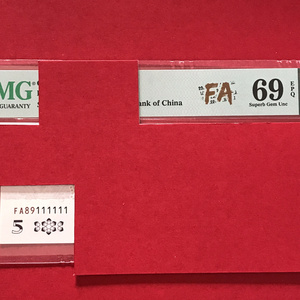 MG
FA
69
EPQ
GUARANTY
ank of China
Superb Gem Unc
FA89111111
5